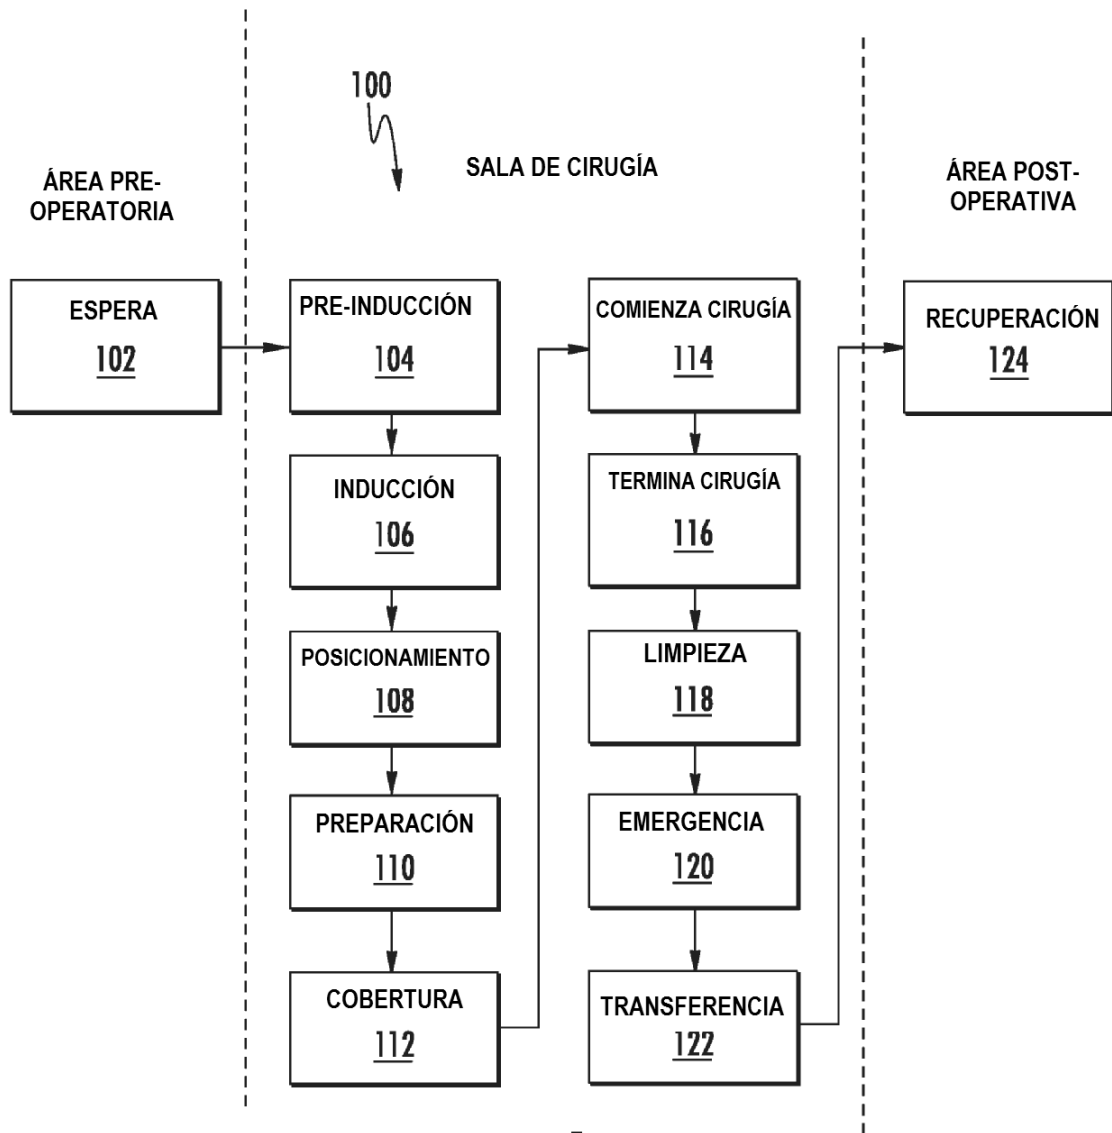 100
SALA DE CIRUGÍA
ÁREA PRE-
OPERATORIA
ÁREA POST-
OPERATIVA
ESPERA
102
PRE-INDUCCIÓN
104
INDUCCIÓN
106
POSICIONAMIENTO
108
PREPARACIÓN
110
COBERTURA
112
COMIENZA CIRUGÍA
114
TERMINA CIRUGÍA
116
LIMPIEZA
118
EMERGENCIA
120
TRANSFERENCIA
122
RECUPERACIÓN
124